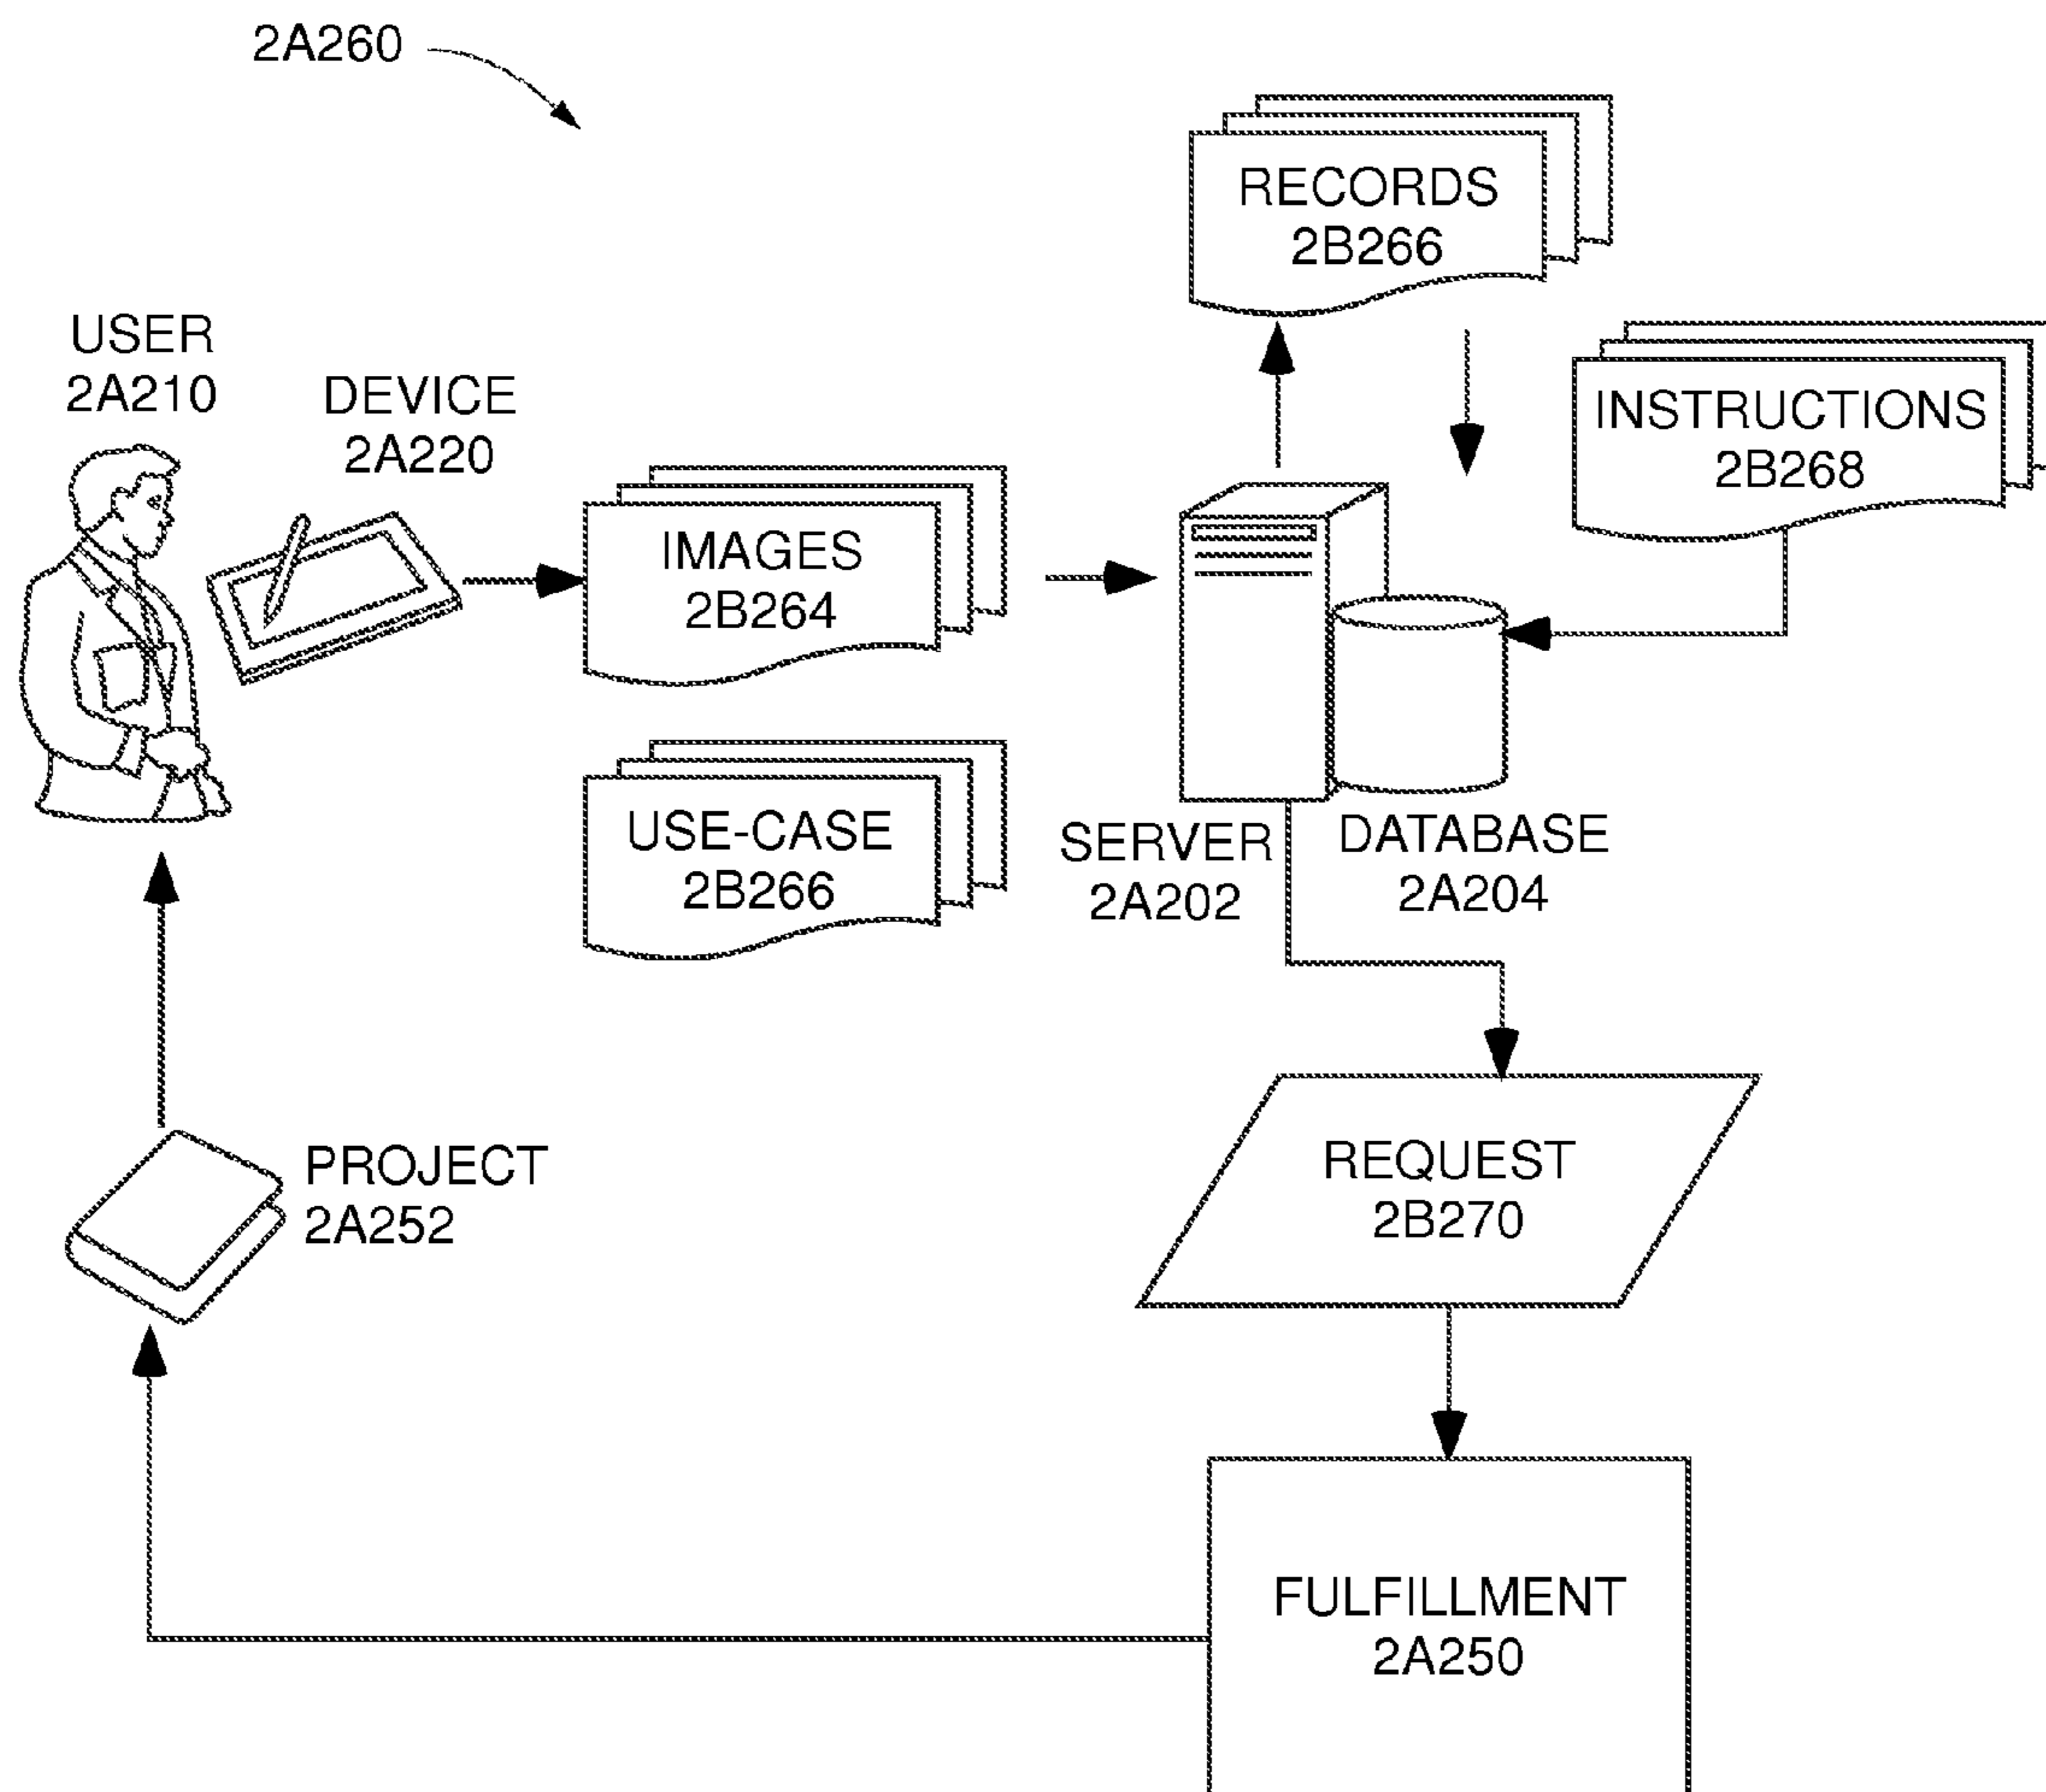 2A260
RECORDS
2B266
USER
2A210
DEVICE
2A220
INSTRUCTIONS
2B268
IMAGES
2B264
USE-CASE
2B266
SERVER
2A202
DATABASE
2A204
PROJECT
2A252
REQUEST
2B270
FULFILLMENT
2A250